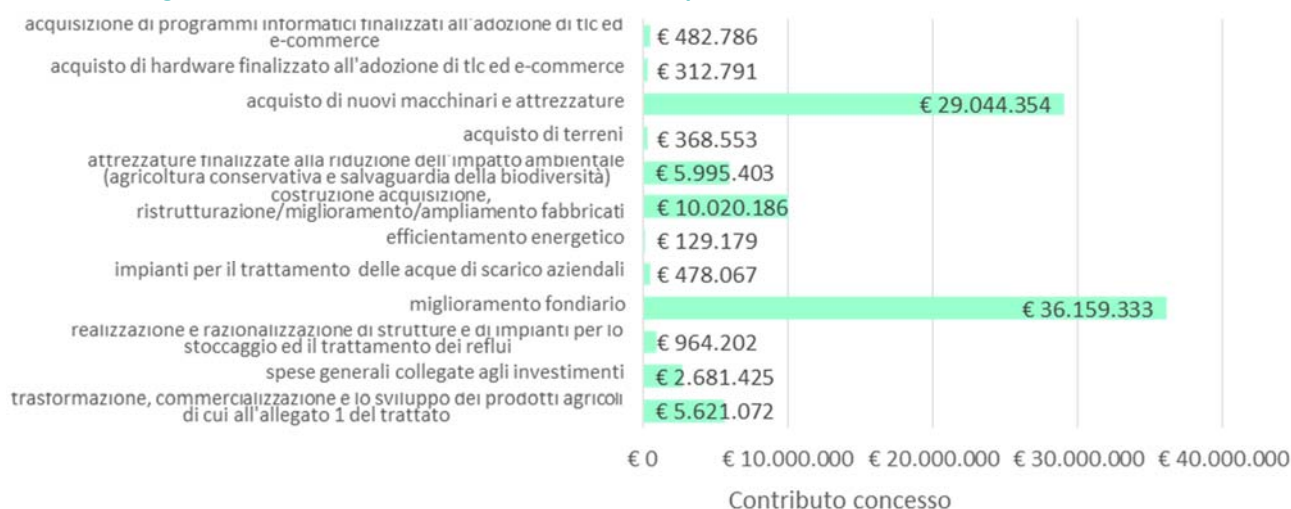 acquisizione di programmi informatici finalizzati all'adozione di tlc ed
e-commerce
€ 482.786
acquisto di hardware finalizzato all'adozione di tlc ed e-commerce
€ 312.791
acquisto di nuovi macchinari e attrezzature
€ 29.044.354
acquisto di terreni
€ 368.553
attrezzature finalizzate alla riduzione dell'impatto ambientale
(agricoltura conservativa e salvaguardia della biodiversità)
€ 5.995.403
costruzione acquisizione,
ristrutturazione/miglioramento/ampliamento fabbricati
€ 10.020.186
efficientamento energetico
€ 129.179
impianti per il trattamento delle acque di scarico aziendali
€ 478.067
miglioramento fondiario
€ 36.159.333
realizzazione e razionalizzazione di strutture e di impianti per lo
stoccaggio ed il trattamento dei reflui
€ 964.202
spese generali collegate agli investimenti
€ 2.681.425
trasformazione, commercializzazione e lo sviluppo dei prodotti agricoli
di cui all'allegato 1 del trattato
€ 5.621.072
€ 0 € 10.000.000 € 20.000.000 € 30.000.000 € 40.000.000
Contributo concesso